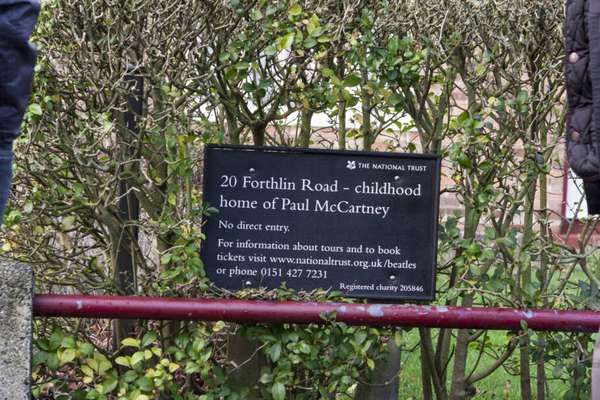 THE NATIONAL TRUST
20 Forthlin Road - childhood
home of Paul McCartney
No direct entry.
For information about tours and to book
tickets visit www.nationaltrust.org.uk/beatles
or phone 0151 427 7231
Registered charity 205846